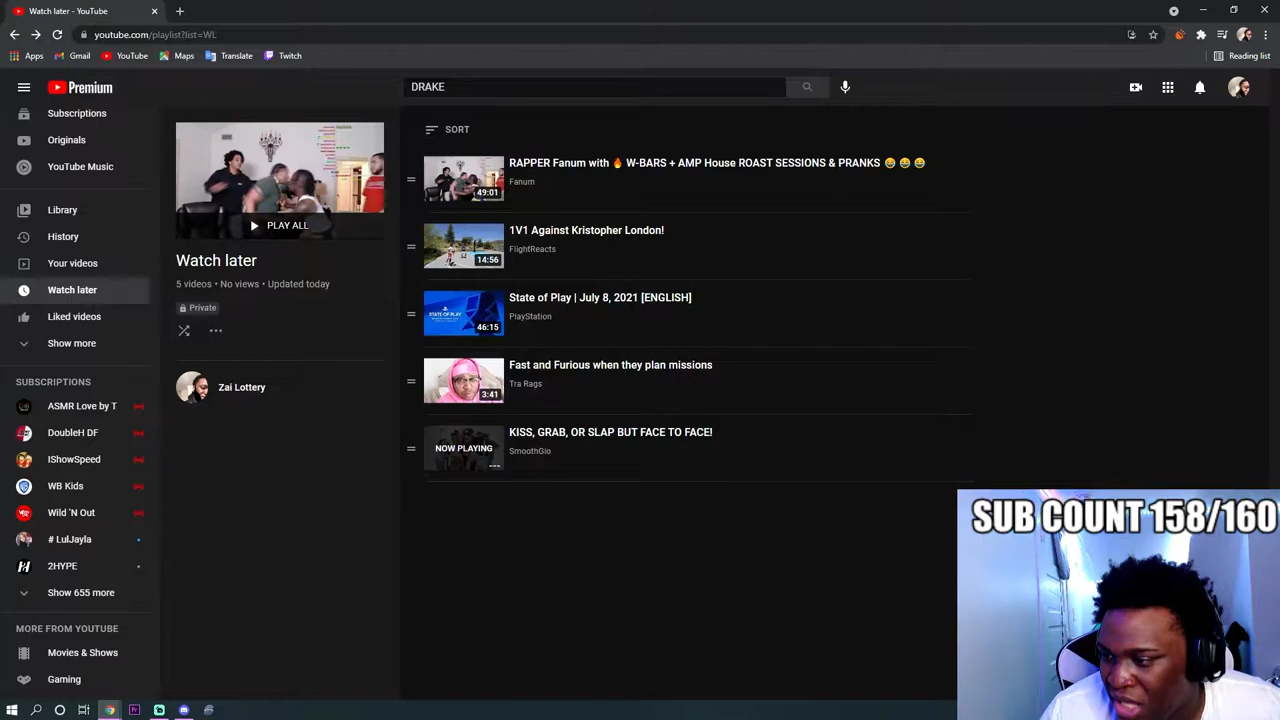 Watch later - YouTube
youtube.com/playlist?list=WL
Apps
Gmail
YouTube
Maps
Translate
Twitch
Reading list
Premium
DRAKE
Subscriptions
Originals
YouTube Music
Library
History
Your videos
Watch later
Liked videos
Show more
SUBSCRIPTIONS
ASMR Love by T
DoubleH DF
IShowSpeed
WB Kids
Wild 'N Out
# LulJayla
2HYPE
Show 655 more
MORE FROM YOUTUBE
Movies & Shows
Gaming
PLAY ALL
Watch later
5 videos • No views • Updated today
Private
Zai Lottery
SORT
RAPPER Fanum with 🔥 W-BARS + AMP House ROAST SESSIONS & PRANKS 😂 😂 😂
Fanum
49:01
1V1 Against Kristopher London!
FlightReacts
14:56
State of Play | July 8, 2021 [ENGLISH]
PlayStation
STATE OF PLAY
46:15
Fast and Furious when they plan missions
Tra Rags
3:41
KISS, GRAB, OR SLAP BUT FACE TO FACE!
SmoothGio
NOW PLAYING
SUB COUNT 158/160